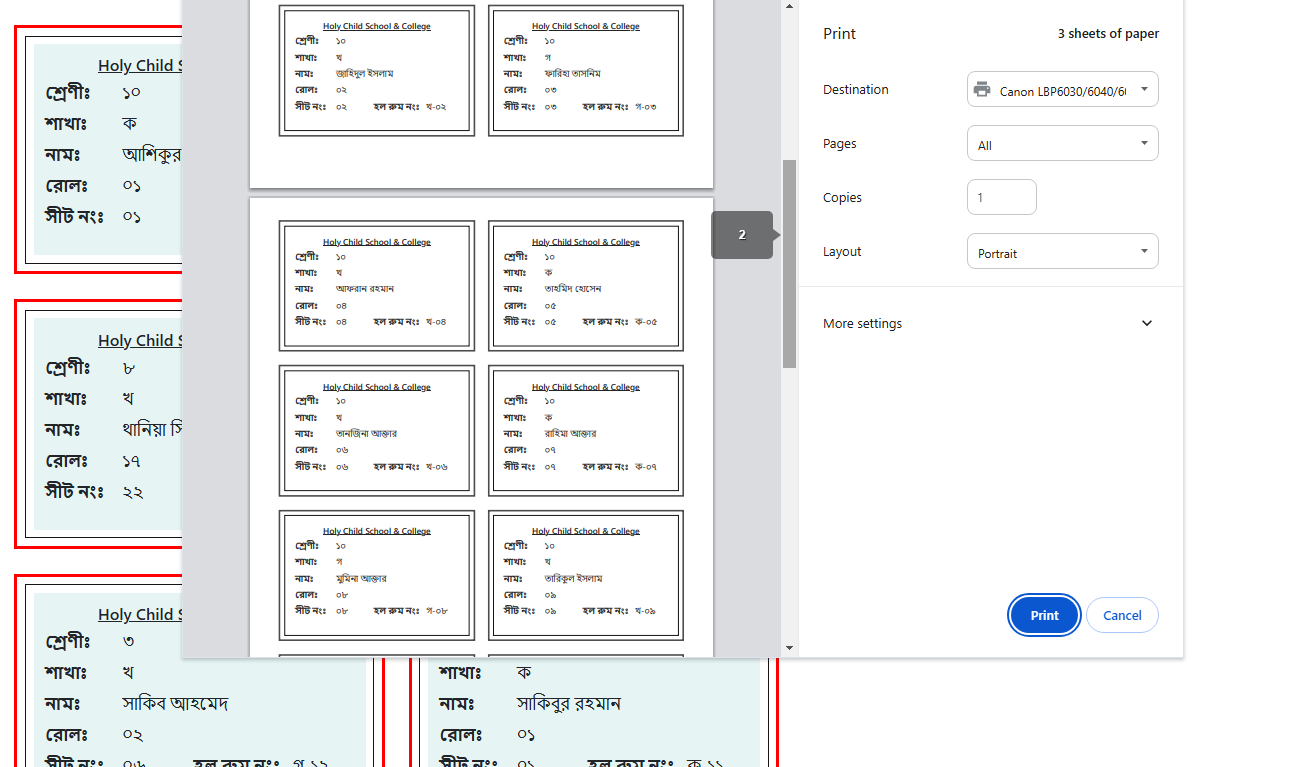 Holy Child School & College
শ্রেণীঃ ১০
শাখাঃ খ
নামঃ জাহিদুল ইসলাম
রোলঃ ০২
সীট নংঃ ০২ হল রুম নংঃ খ-০২
Holy Child School & College
শ্রেণীঃ ১০
শাখাঃ গ
নামঃ ফারিহা তাসনিম
রোলঃ ০৩
সীট নংঃ ০৩ হল রুম নংঃ গ-০৩
Holy Child School & College
শ্রেণীঃ ১০
শাখাঃ খ
নামঃ আফরান রহমান
রোলঃ ০৪
সীট নংঃ ০৪ হল রুম নংঃ খ-০৪
Holy Child School & College
শ্রেণীঃ ১০
শাখাঃ ক
নামঃ তাহমিদ হোসেন
রোলঃ ০৫
সীট নংঃ ০৫ হল রুম নংঃ ক-০৫
Holy Child School & College
শ্রেণীঃ ১০
শাখাঃ খ
নামঃ তানজিনা আক্তার
রোলঃ ০৬
সীট নংঃ ০৬ হল রুম নংঃ খ-০৬
Holy Child School & College
শ্রেণীঃ ১০
শাখাঃ ক
নামঃ রাহিমা আক্তার
রোলঃ ০৭
সীট নংঃ ০৭ হল রুম নংঃ ক-০৭
Holy Child School & College
শ্রেণীঃ ১০
শাখাঃ গ
নামঃ মুমিনা আক্তার
রোলঃ ০৮
সীট নংঃ ০৮ হল রুম নংঃ গ-০৮
Holy Child School & College
শ্রেণীঃ ১০
শাখাঃ খ
নামঃ তারিকুল ইসলাম
রোলঃ ০৯
সীট নংঃ ০৯ হল রুম নংঃ খ-০৯
2
Print 3 sheets of paper
Destination Canon LBP6030/6040/6
Pages All
Copies 1
Layout Portrait
More settings
Print Cancel
Holy Child
শ্রেণীঃ ১০
শাখাঃ ক
নামঃ আশিকুর
রোলঃ ০১
সীট নংঃ ০১
Holy Child
শ্রেণীঃ ৮
শাখাঃ খ
নামঃ থানিয়া
রোলঃ ১৭
সীট নংঃ ২২
Holy Child
শ্রেণীঃ ৩
শাখাঃ খ
নামঃ সাকিব আহমেদ
রোলঃ ০২
সীট নংঃ ০৬ হল রুম নংঃ গ-১২
শাখাঃ ক
নামঃ সাকিবুর রহমান
রোলঃ ০১
সীট নংঃ ০১ হল রুম নংঃ ক-১১